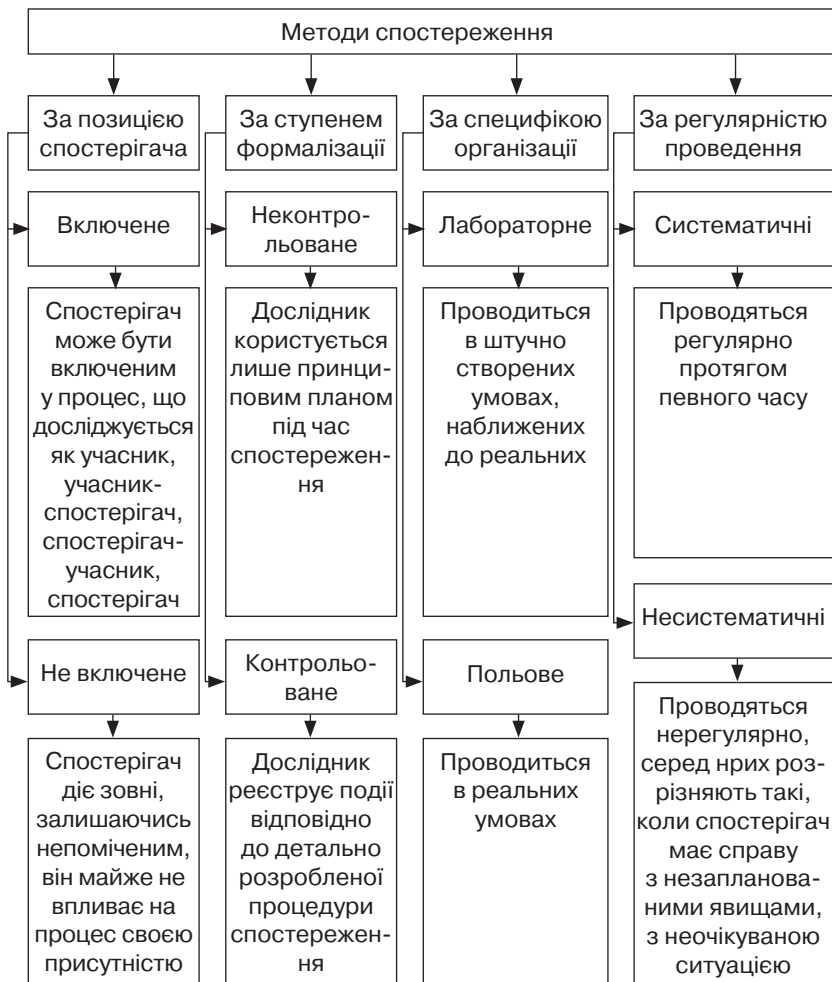 Методи спостереження
За позицією
спостерігача
За ступенем
формалізації
За специфікою
організації
За регулярністю
проведення
Включене
Неконтро-
льоване
Лабораторне
Систематичні
Спостерігач
може бути
включеним
у процес, що
досліджується
як учасник,
учасник-
спостерігач,
спостерігач-
учасник,
спостерігач
Дослідник
користується
лише принци-
повим планом
під час
спостережен-
ня
Проводиться
в штучно
створених
умовах,
наближених
до реальних
Проводяться
регулярно
протягом
певного часу
Не включене
Контрольо-
ване
Польове
Несистематичні
Спостерігач
діє зовні,
залишаючись
непоміченим,
він майже не
впливає на
процес своєю
присутністю
Дослідник
реєструє події
відповідно
до детально
розробленої
процедури
спостережен-
ня
Проводиться
в реальних
умовах
Проводяться
нерегулярно,
серед нрих роз-
різняють такі,
коли спостерігач
має справу
з незапланова-
ними явищами,
з неочікуваною
ситуацією